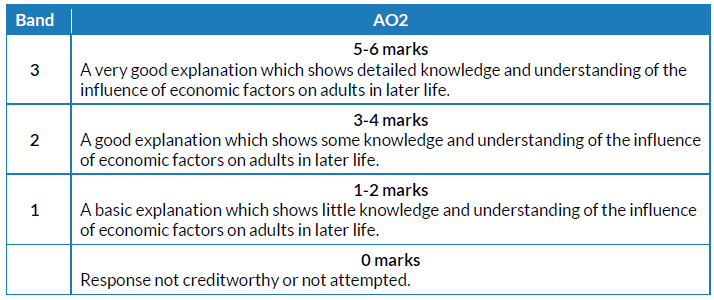 Band AO2
5-6 marks
3 A very good explanation which shows detailed knowledge and understanding of the
influence of economic factors on adults in later life.
3-4 marks
2 A good explanation which shows some knowledge and understanding of the influence
of economic factors on adults in later life.
1-2 marks
1 A basic explanation which shows little knowledge and understanding of the influence
of economic factors on adults in later life.
0 marks
Response not creditworthy or not attempted.